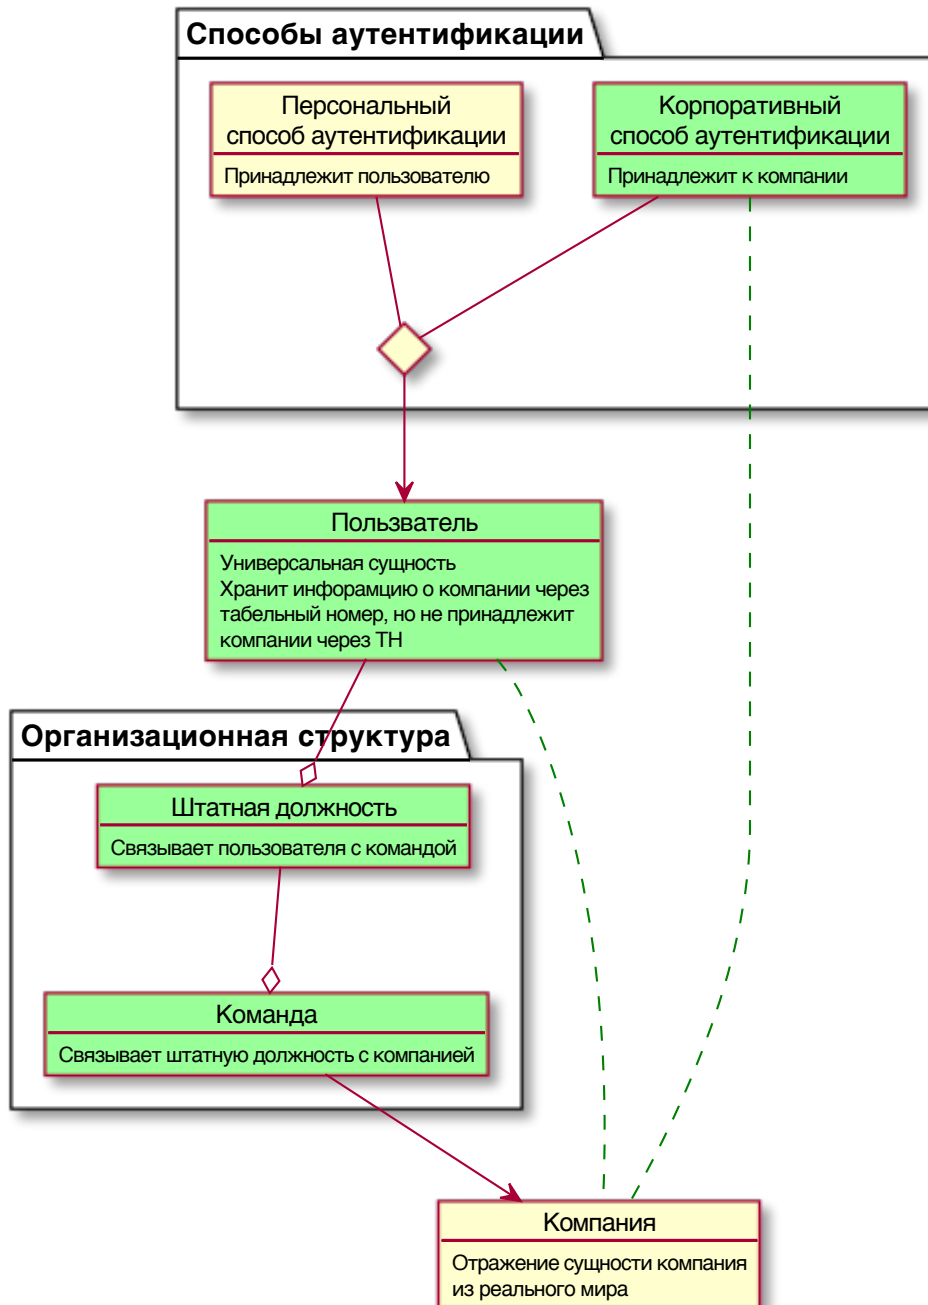 Способы аутентификации
Персональный
способ аутентификации
Принадлежит пользователю
Корпоративный
способ аутентификации
Принадлежит к компании
Пользватель
Универсальная сущность
Хранит инфорамцию о компании через
табельный номер, но не принадлежит
компании через ТН
Организационная структура
Штатная должность
Связывает пользователя с командой
Команда
Связывает штатную должность с компанией
Компания
Отражение сущности компания
из реального мира